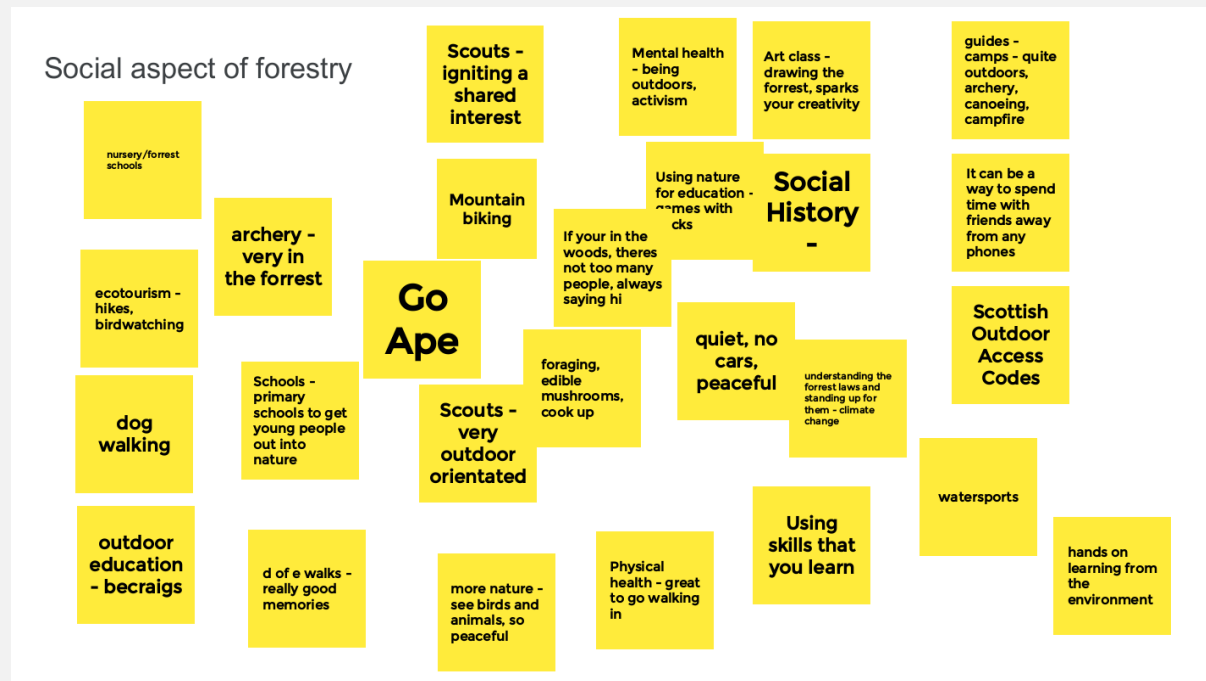 Social aspect of forestry
nursery/forrest
schools
ecotourism -
hikes,
birdwatching
dog
walking
outdoor
education
- becraigs
archery -
very in
the forrest
Schools -
primary
schools to get
young people
out into
nature
d of e walks -
really good
memories
Go
Ape
Scouts -
igniting a
shared
interest
Mountain
biking
Scouts -
very
outdoor
orientated
more nature -
see birds and
animals, so
peaceful
If your in the
woods, theres
not too many
people, always
saying hi
foraging,
edible
mushrooms,
cook up
Physical
health - great
to go walking
in
Mental health
- being
outdoors,
activism
Using nature
for education -
games with
quiet, no
cars,
peaceful
Art class -
drawing the
forrest, sparks
your creativity
Social
History
-
understanding the
forrest laws and
standing up for
them - climate
change
Using
skills that
you learn
guides -
camps - quite
outdoors,
archery,
canoeing,
campfire
It can be a
way to spend
time with
friends away
from any
phones
Scottish
Outdoor
Access
Codes
watersports
hands on
learning from
the
environment